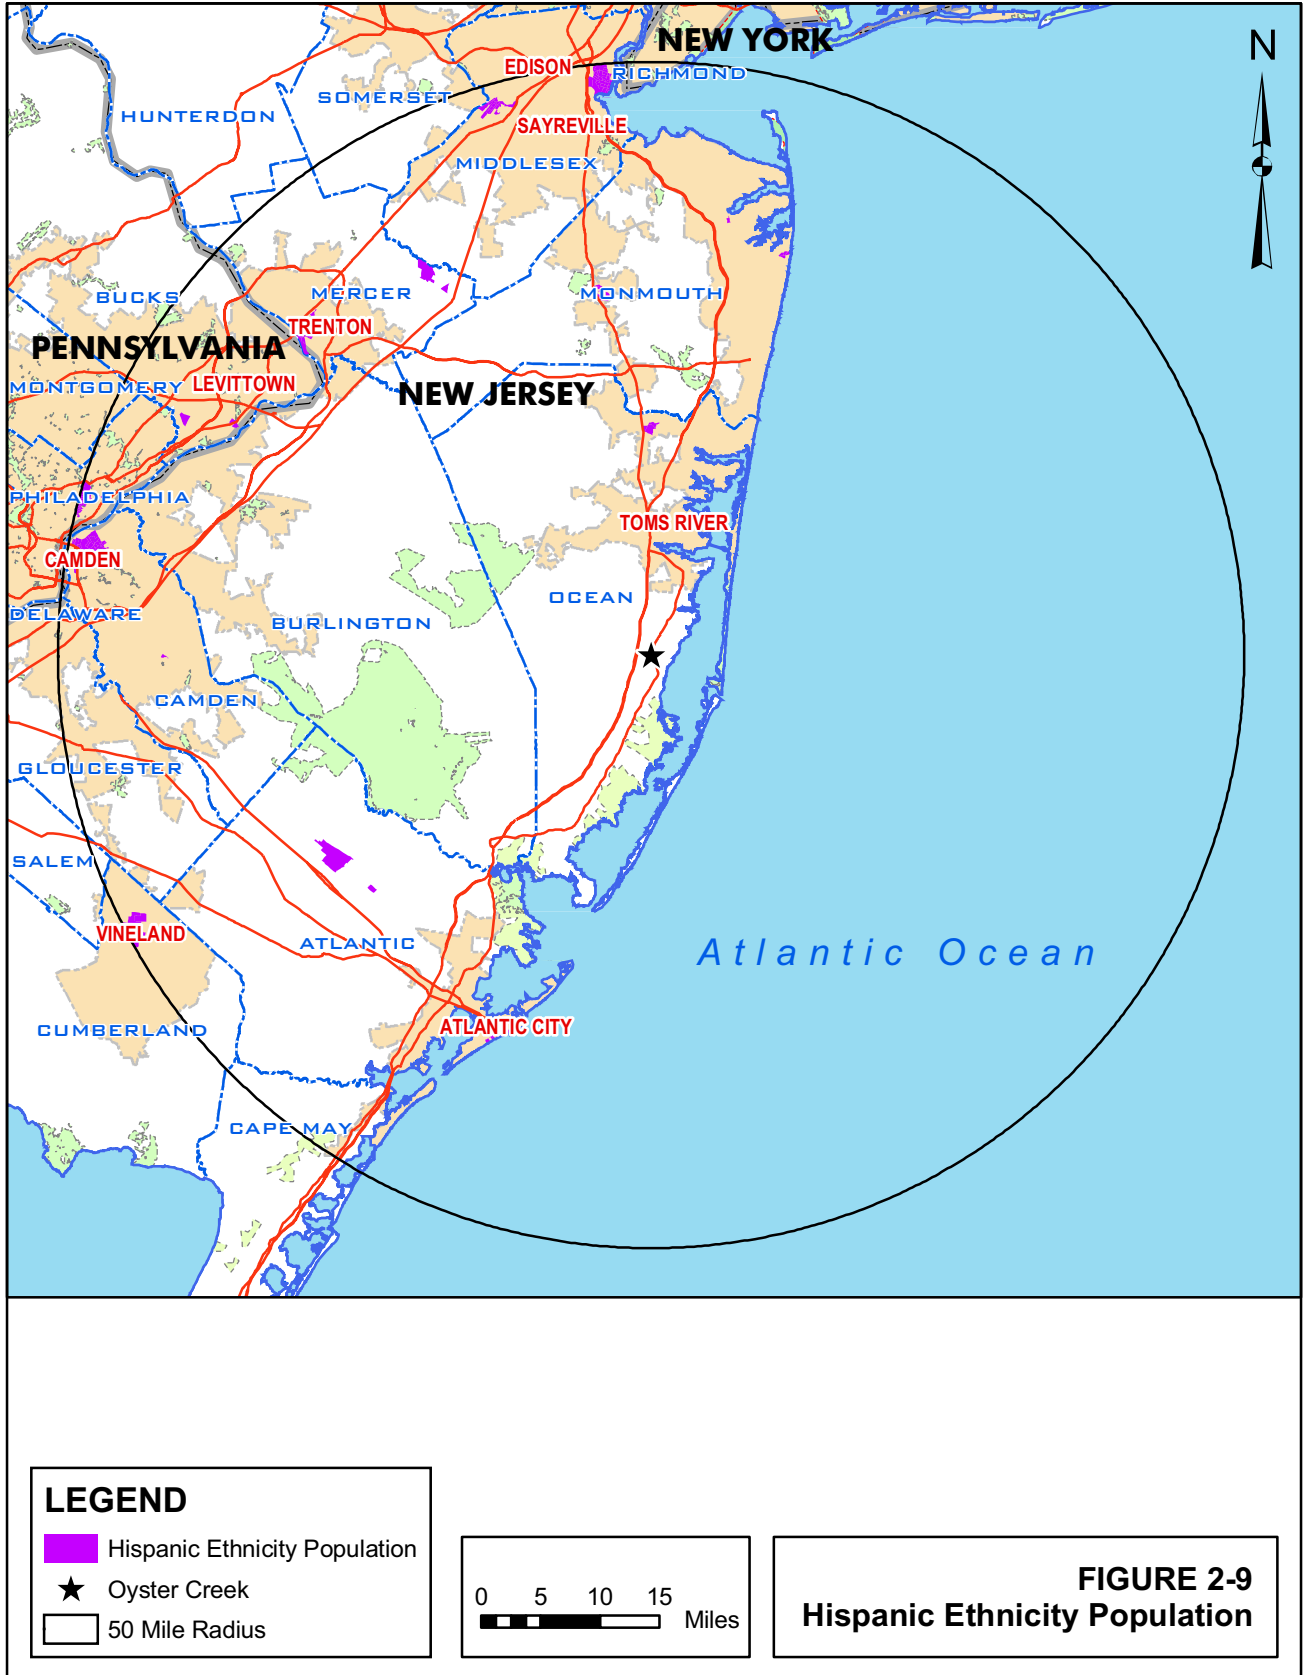 NEW YORK
N
EDISON
RICHMOND
SOMERSET
HUNTERDON
SAYREVILLE
MIDDLESEX
BUCKS
MERCER
MONMOUTH
TRENTON
PENNSYLVANIA
MONTGOMERY
LEVITTOWN
NEW JERSEY
PHILADELPHIA
TOMS RIVER
CAMDEN
OCEAN
DELAWARE
BURLINGTON
CAMDEN
GLOUCESTER
SALEM
VINELAND
ATLANTIC
Atlantic Ocean
CUMBERLAND
ATLANTIC CITY
CAPE MAY
LEGEND
Hispanic Ethnicity Population
Oyster Creek
50 Mile Radius
0 5 10 15
Miles
FIGURE 2-9
Hispanic Ethnicity Population